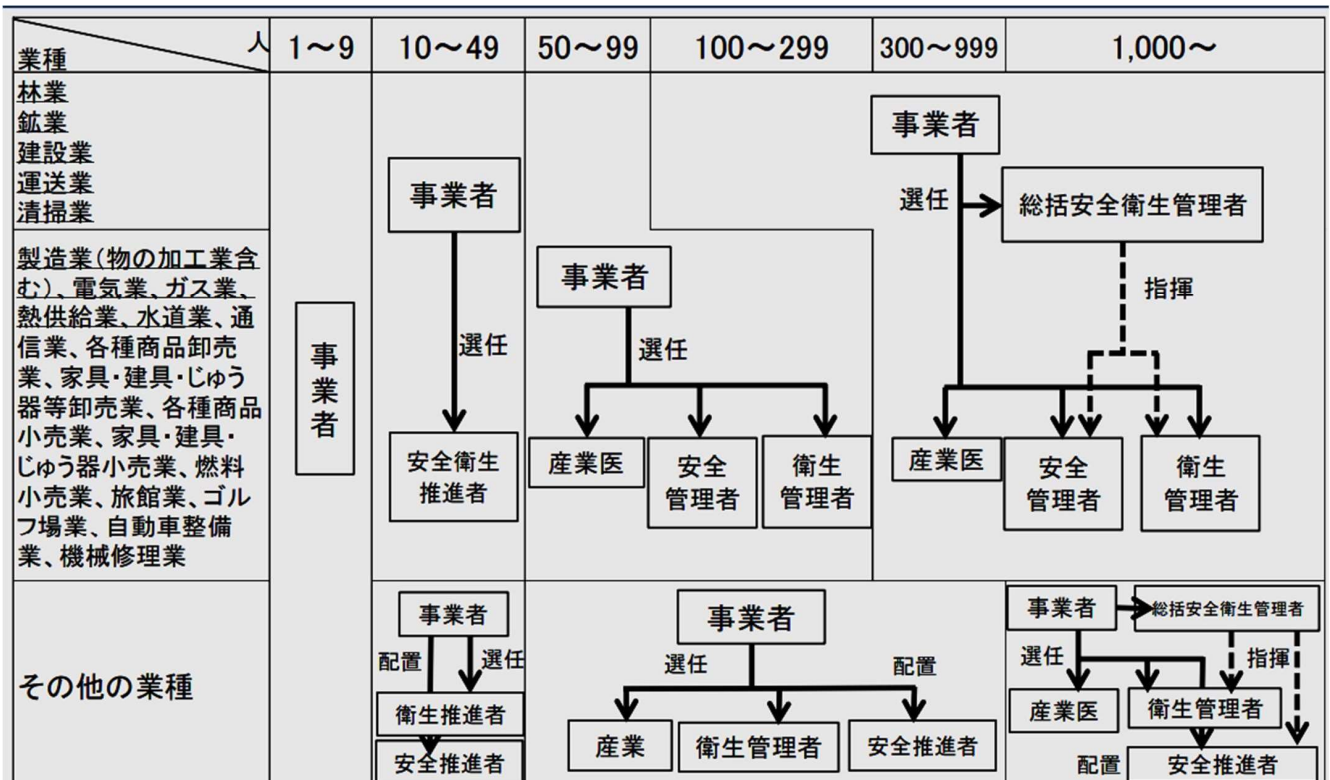 人
業種
1〜9
10〜49
50〜99
100〜299
300〜999
1,000〜
林業
鉱業
建設業
運送業
清掃業
製造業(物の加工業含
む)、電気業、ガス業、
熱供給業、水道業、通
信業、各種商品卸売
業、家具・建具・じゅう
器等卸売業、各種商品
小売業、家具・建具・
じゅう器小売業、燃料
小売業、旅館業、ゴル
フ場業、自動車整備
業、機械修理業
事
業
者
事業者
選任
安全衛生
推進者
事業者
選任
産業医
安全
管理者
衛生
管理者
事業者
選任
総括安全衛生管理者
指揮
産業医
安全
管理者
衛生
管理者
その他の業種
事業者
配置
選任
衛生推進者
安全推進者
事業者
選任
配置
産業
衛生管理者
安全推進者
事業者
総括安全衛生管理者
選任
指揮
産業医
衛生管理者
配置
安全推進者